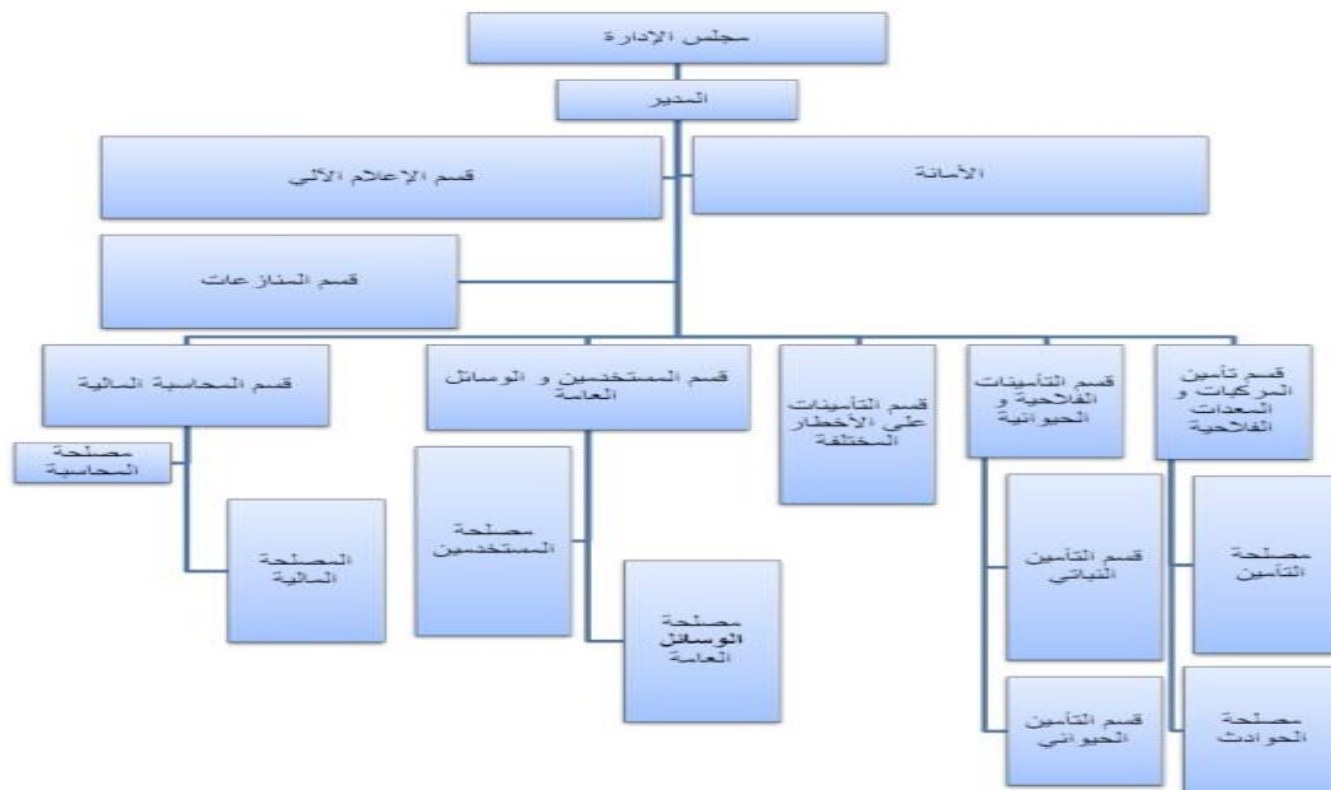 مجلس الإدارة
المدير
الأمانة
قسم الإعلام الآلي
قسم المنازعات
قسم تأمين
المركبات و
المعدات
الفلاحية
قسم التأمينات
الفلاحية و
الحيوانية
قسم التأمينات
على الأخطار
المختلفة
قسم المستخدمين و الوسائل
العامة
قسم المحاسبة المالية
مصلحة
التأمين
مصلحة
الحوادث
قسم التأمين
النباتي
قسم التأمين
الحيواني
مصلحة
المستخدمين
مصلحة
الوسائل
العامة
مصلحة
المحاسبة
المصلحة
المالية